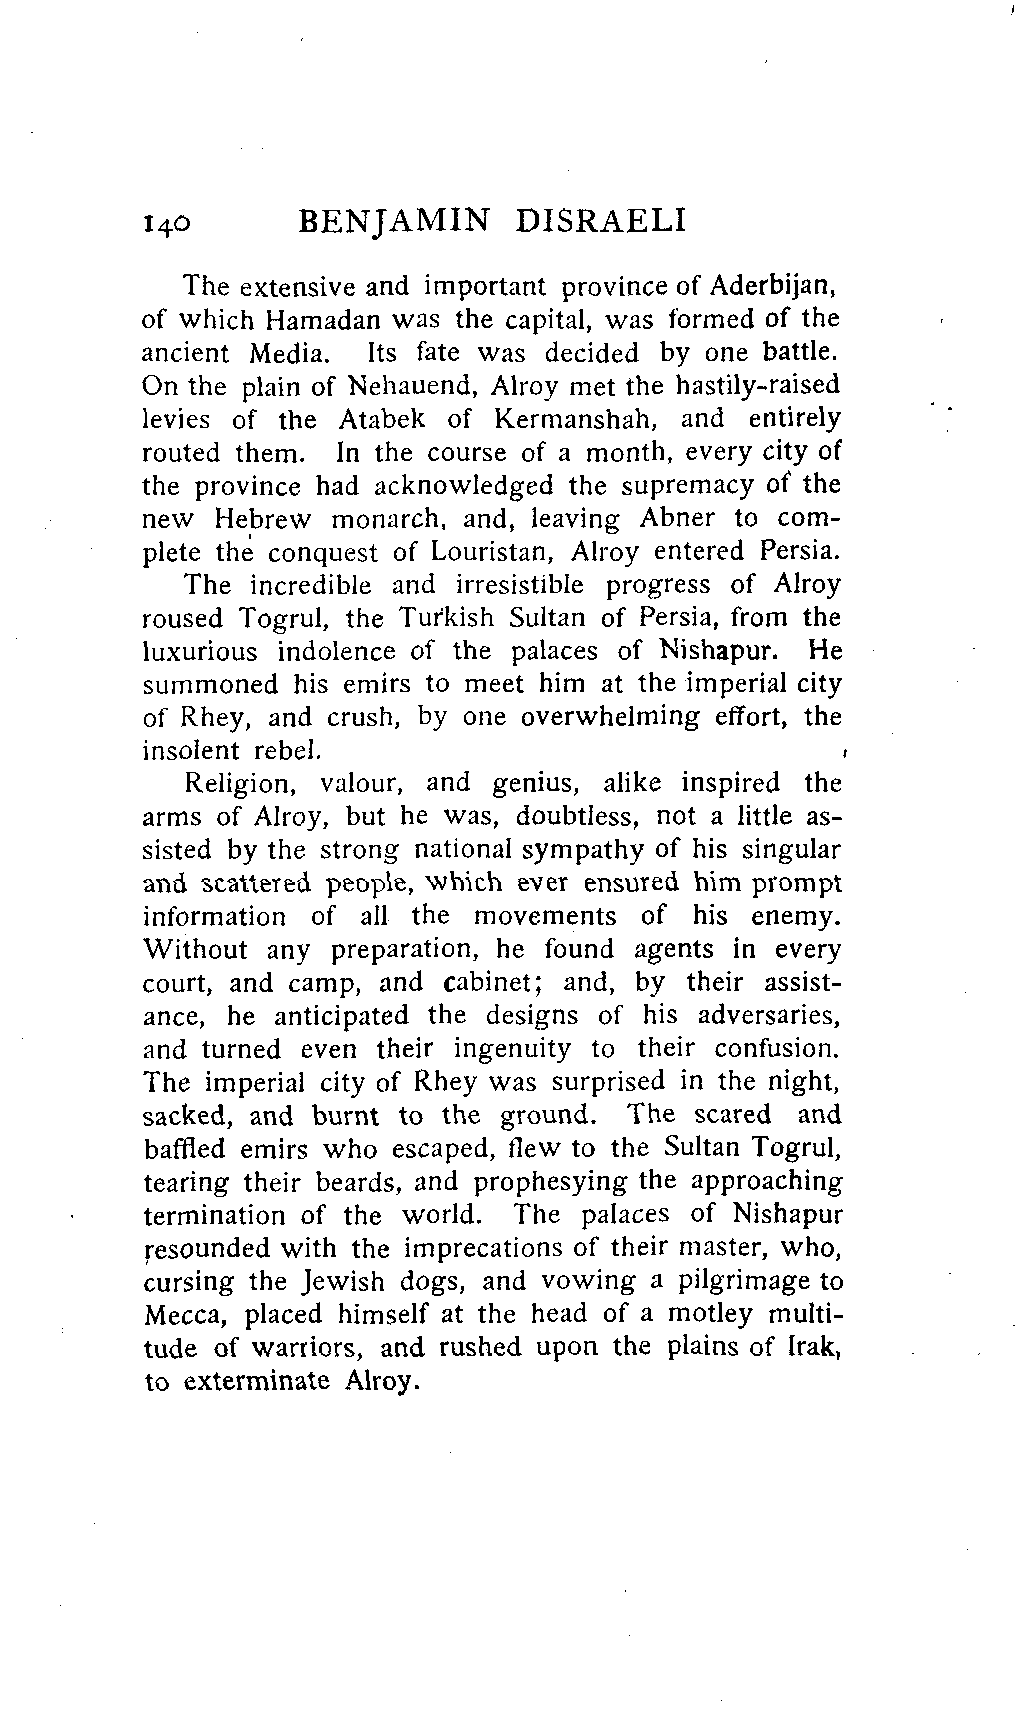 140 BENJAMIN DISRAELI
The extensive and important province of Aderbijan,
of which Hamadan was the capital, was formed of the
ancient Media. Its fate was decided by one battle.
On the plain of Nehauend, Alroy met the hastily-raised
levies of the Atabek of Kermanshah, and entirely
routed them. In the course of a month, every city of
the province had acknowledged the supremacy of the
new Hebrew monarch, and, leaving Abner to com-
plete the conquest of Louristan, Alroy entered Persia.
The incredible and irresistible progress of Alroy
roused Togrul, the Turkish Sultan of Persia, from the
luxurious indolence of the palaces of Nishapur. He
summoned his emirs to meet him at the imperial city
of Rhey, and crush, by one overwhelming effort, the
insolent rebel.
Religion, valour, and genius, alike inspired the
arms of Alroy, but he was, doubtless, not a little as-
sisted by the strong national sympathy of his singular
and scattered people, which ever ensured him prompt
information of all the movements of his enemy.
Without any preparation, he found agents in every
court, and camp, and cabinet; and, by their assist-
ance, he anticipated the designs of his adversaries,
and turned even their ingenuity to their confusion.
The imperial city of Rhey was surprised in the night,
sacked, and burnt to the ground. The scared and
baffled emirs who escaped, flew to the Sultan Togrul,
tearing their beards, and prophesying the approaching
termination of the world. The palaces of Nishapur
resounded with the imprecations of their master, who,
cursing the Jewish dogs, and vowing a pilgrimage to
Mecca, placed himself at the head of a motley multi-
tude of warriors, and rushed upon the plains of Irak,
to exterminate Alroy.